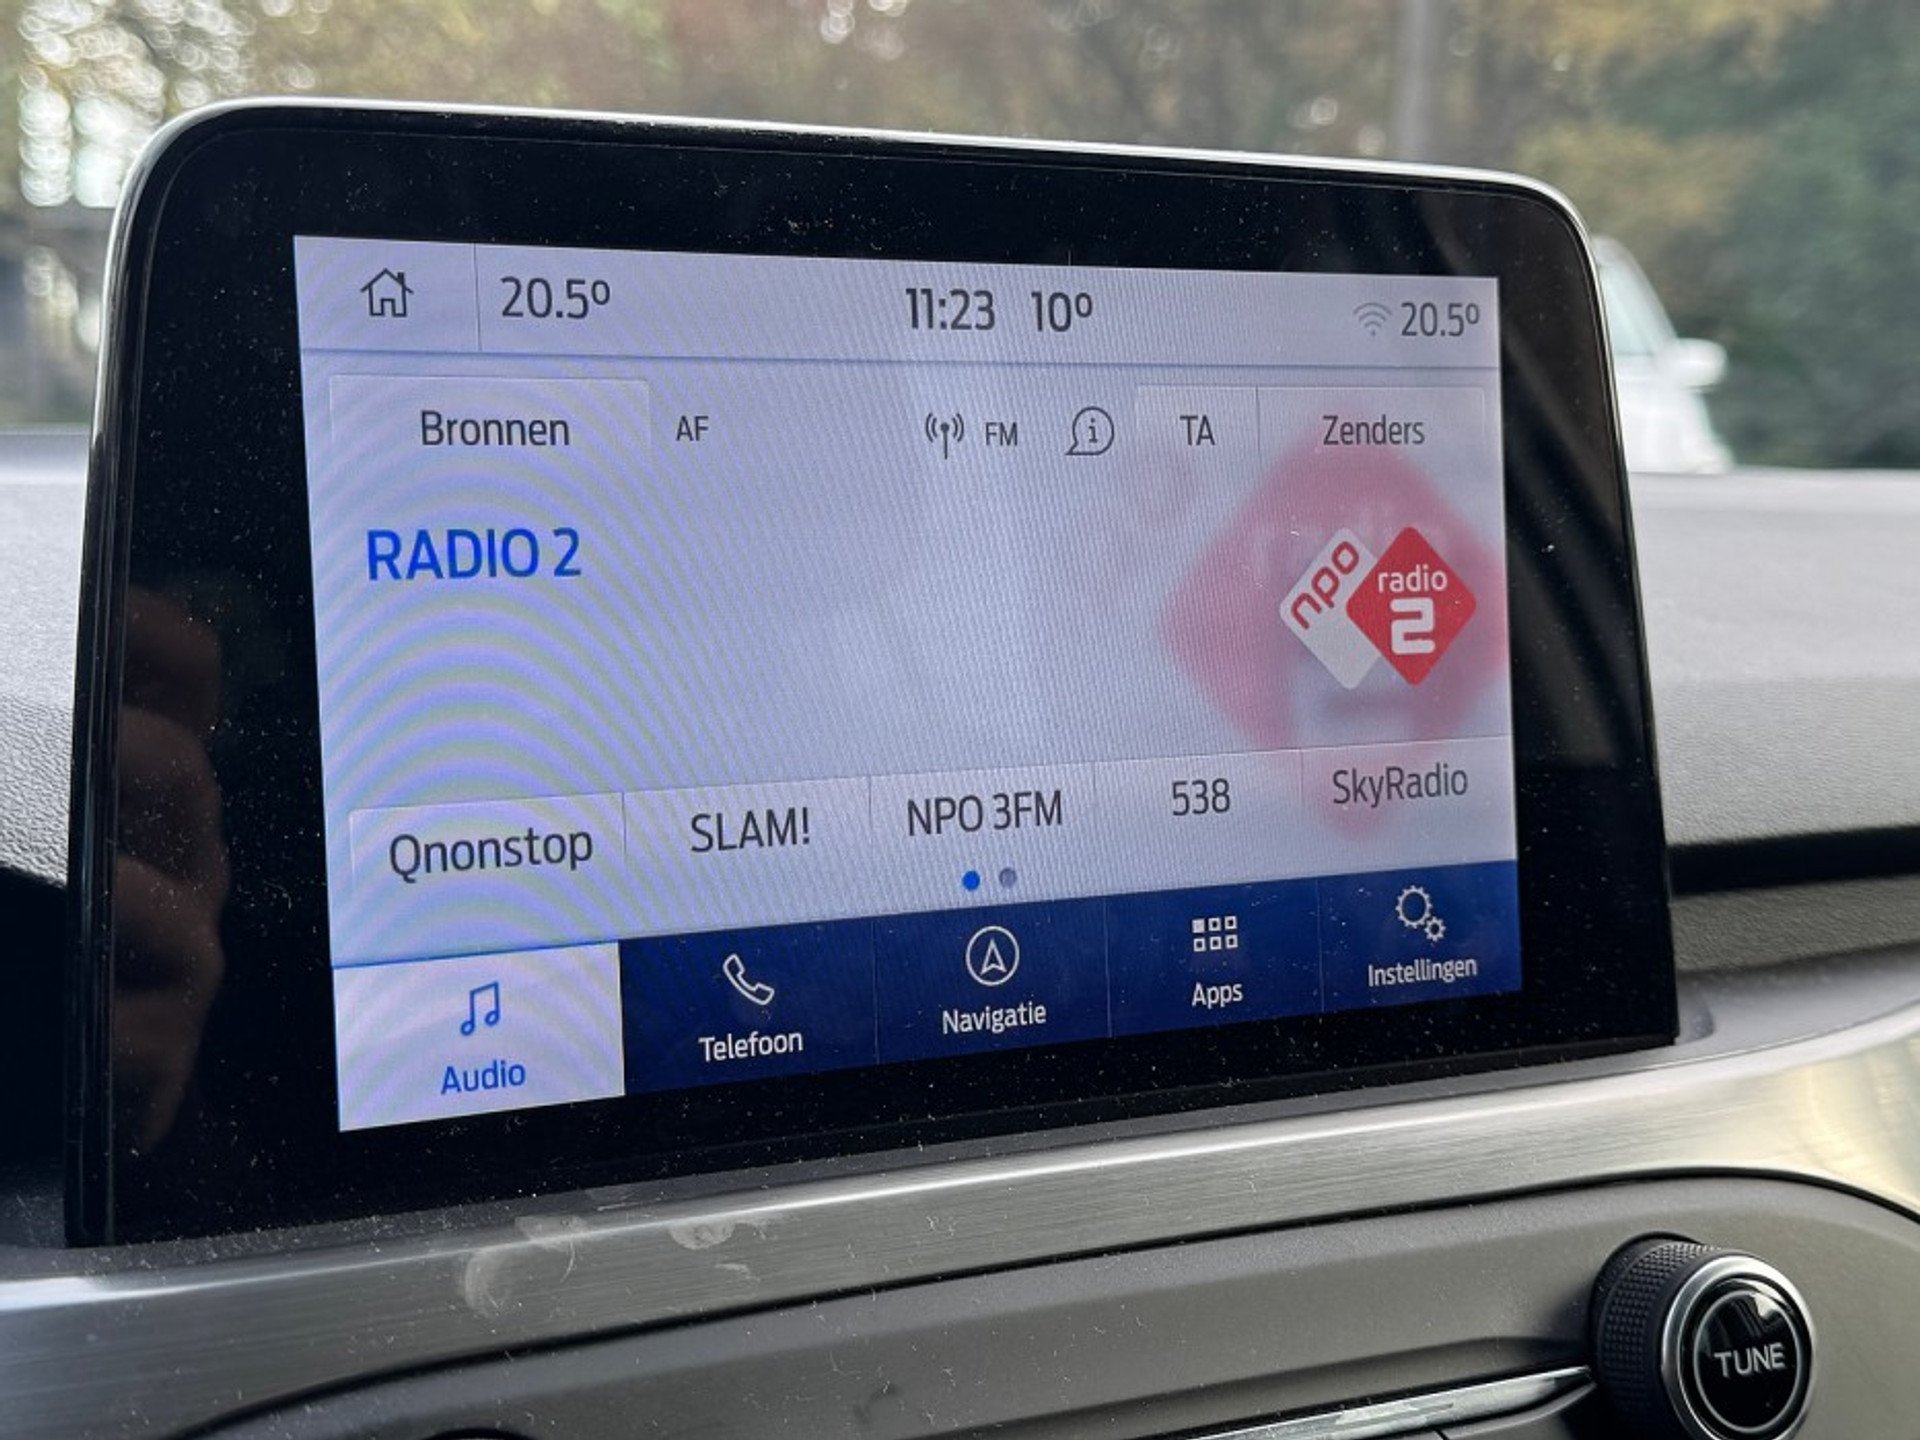 20.5º 11:23 10º 20.5º
Bronnen AF FM i TA Zenders
RADIO 2
npo radio 2
Qnonstop SLAM! NPO 3FM 538 SkyRadio
Audio Telefoon Navigatie Apps Instellingen
TUNE